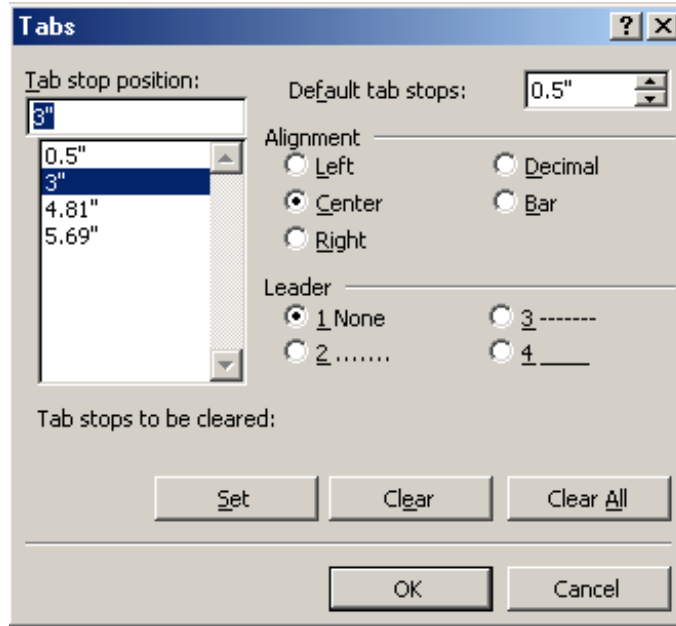 Tabs
Tab stop position:
3"
0.5"
3"
4.81"
5.69"
Default tab stops: 0.5"
Alignment
Left Decimal
Center Bar
Right
Leader
1 None 3 -------
2 ....... 4 ____
Tab stops to be cleared:
Set Clear Clear All
OK Cancel